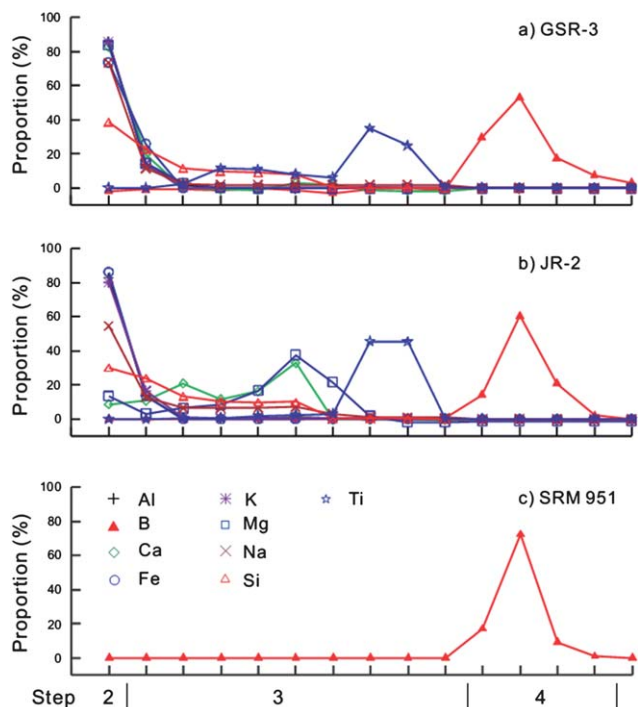 a) GSR-3
Proportion (%)
100
80
60
40
20
0
b) JR-2
Proportion (%)
100
80
60
40
20
0
c) SRM 951
Proportion (%)
100
80
60
40
20
0
Al K Ti
B Mg
Ca Na
Fe Si
Step 2 3 4